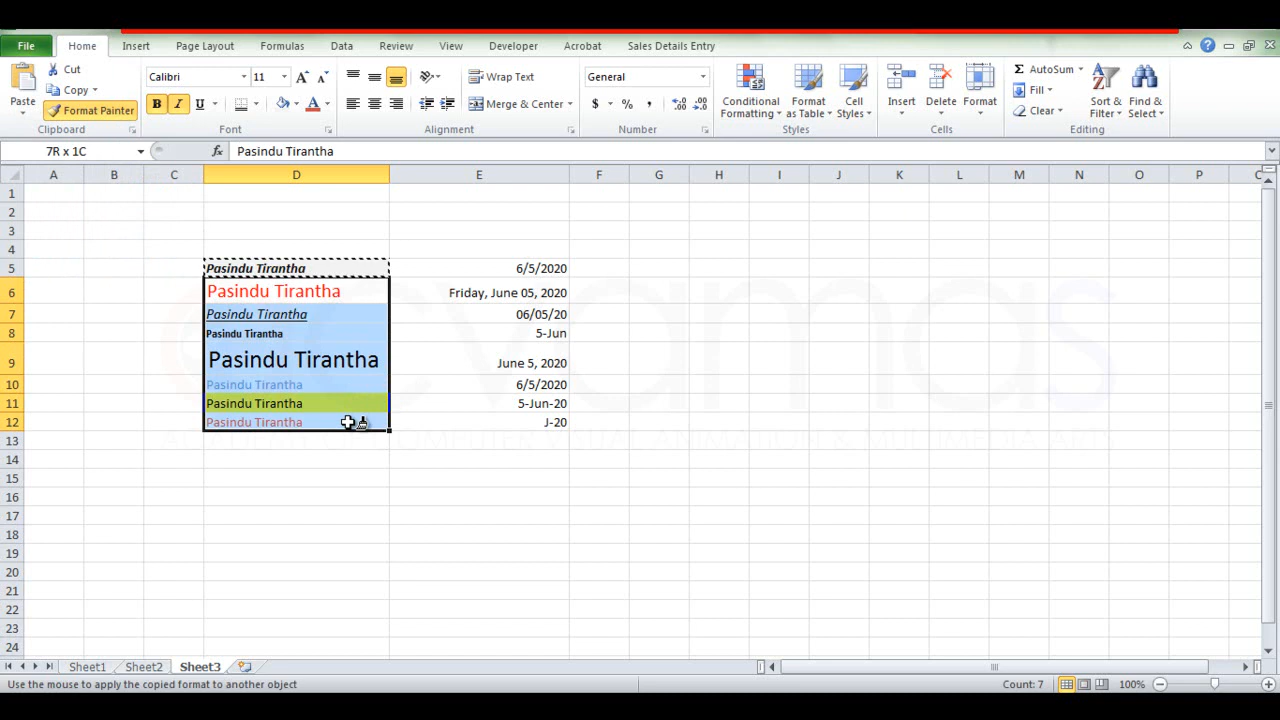 File Home Insert Page Layout Formulas Data Review View Developer Acrobat Sales Details Entry
Paste
Cut
Copy
Format Painter
Clipboard
Calibri 11
B I U
A A
Font
Wrap Text
Merge & Center
Alignment
General
$ % ,
Number
Conditional Formatting
Format as Table
Cell Styles
Styles
Insert
Delete
Format
Cells
AutoSum
Fill
Clear
Sort & Filter
Find & Select
Editing
7R x 1C fx Pasindu Tirantha
A B C D E F G H I J K L M N O P
1
2
3
4
5 Pasindu Tirantha 6/5/2020
6 Pasindu Tirantha Friday, June 05, 2020
7 Pasindu Tirantha 06/05/20
8 Pasindu Tirantha 5-Jun
9 Pasindu Tirantha June 5, 2020
10 Pasindu Tirantha 6/5/2020
11 Pasindu Tirantha 5-Jun-20
12 Pasindu Tirantha J-20
13
14
15
16
17
18
19
20
21
22
23
24
Sheet1 Sheet2 Sheet3
Use the mouse to apply the copied format to another object Count: 7 100%